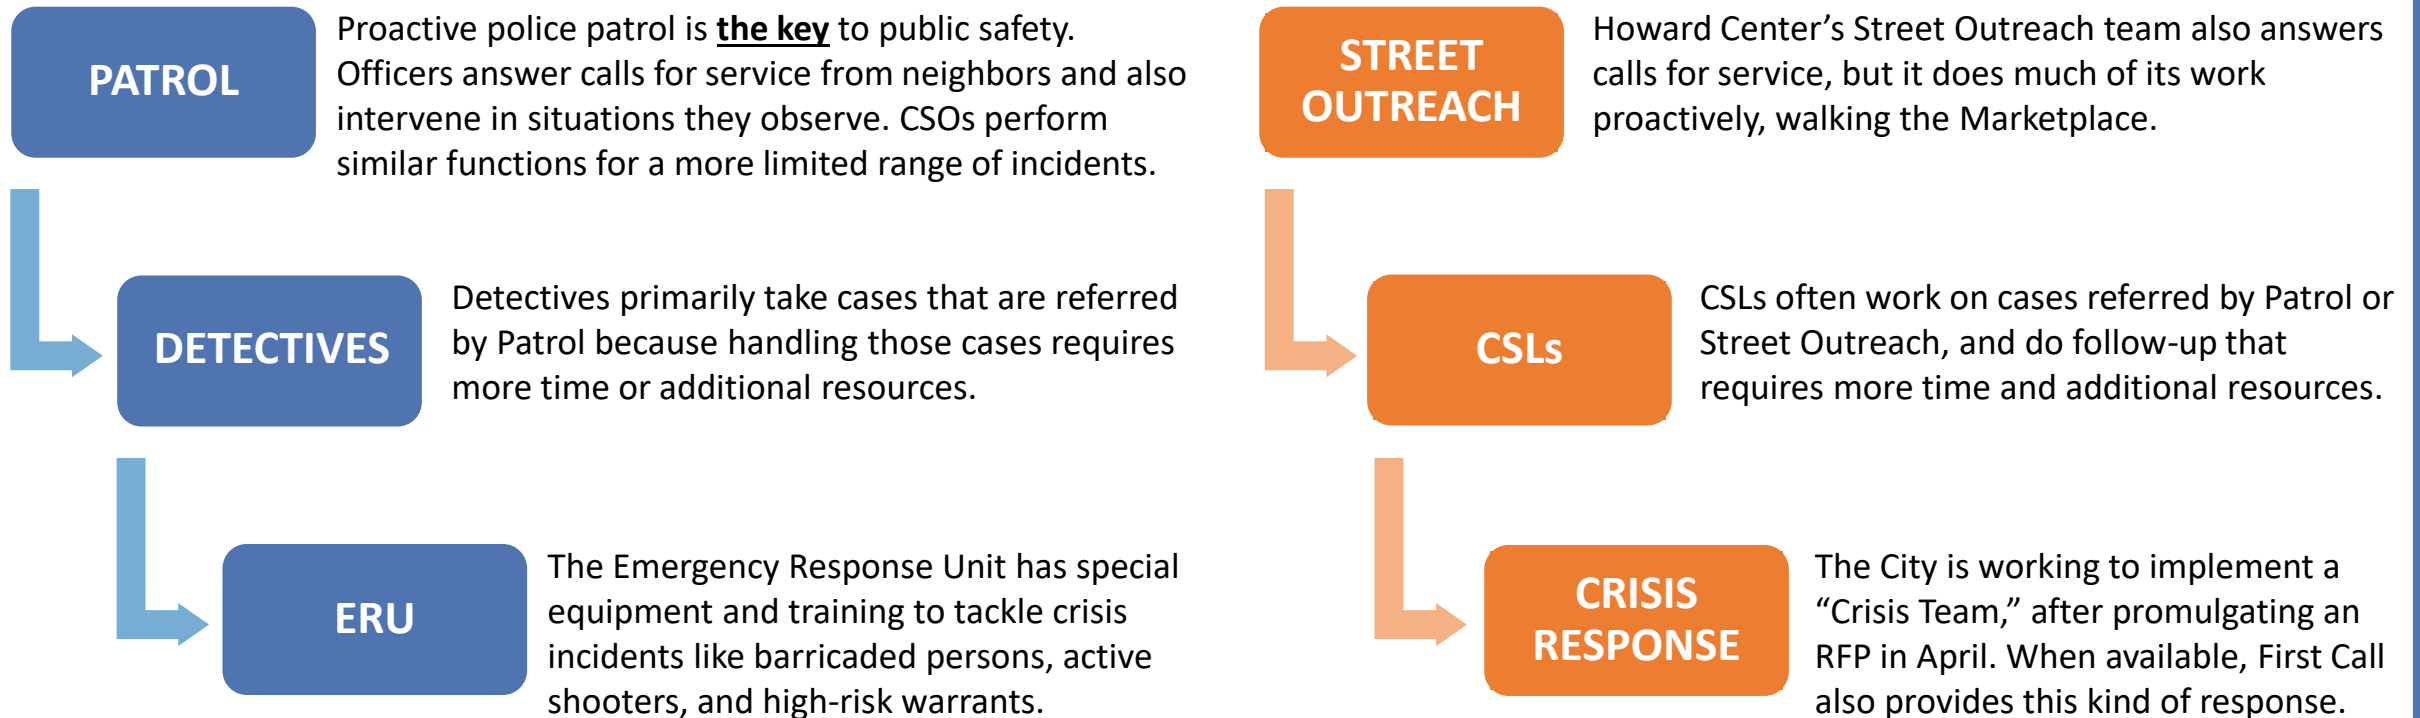 PATROL
Proactive police patrol is the key to public safety.
Officers answer calls for service from neighbors and also
intervene in situations they observe. CSOs perform
similar functions for a more limited range of incidents.
DETECTIVES
Detectives primarily take cases that are referred
by Patrol because handling those cases requires
more time or additional resources.
ERU
The Emergency Response Unit has special
equipment and training to tackle crisis
incidents like barricaded persons, active
shooters, and high-risk warrants.
STREET
OUTREACH
Howard Center’s Street Outreach team also answers
calls for service, but it does much of its work
proactively, walking the Marketplace.
CSLs
CSLs often work on cases referred by Patrol or
Street Outreach, and do follow-up that
requires more time and additional resources.
CRISIS
RESPONSE
The City is working to implement a
“Crisis Team,” after promulgating an
RFP in April. When available, First Call
also provides this kind of response.